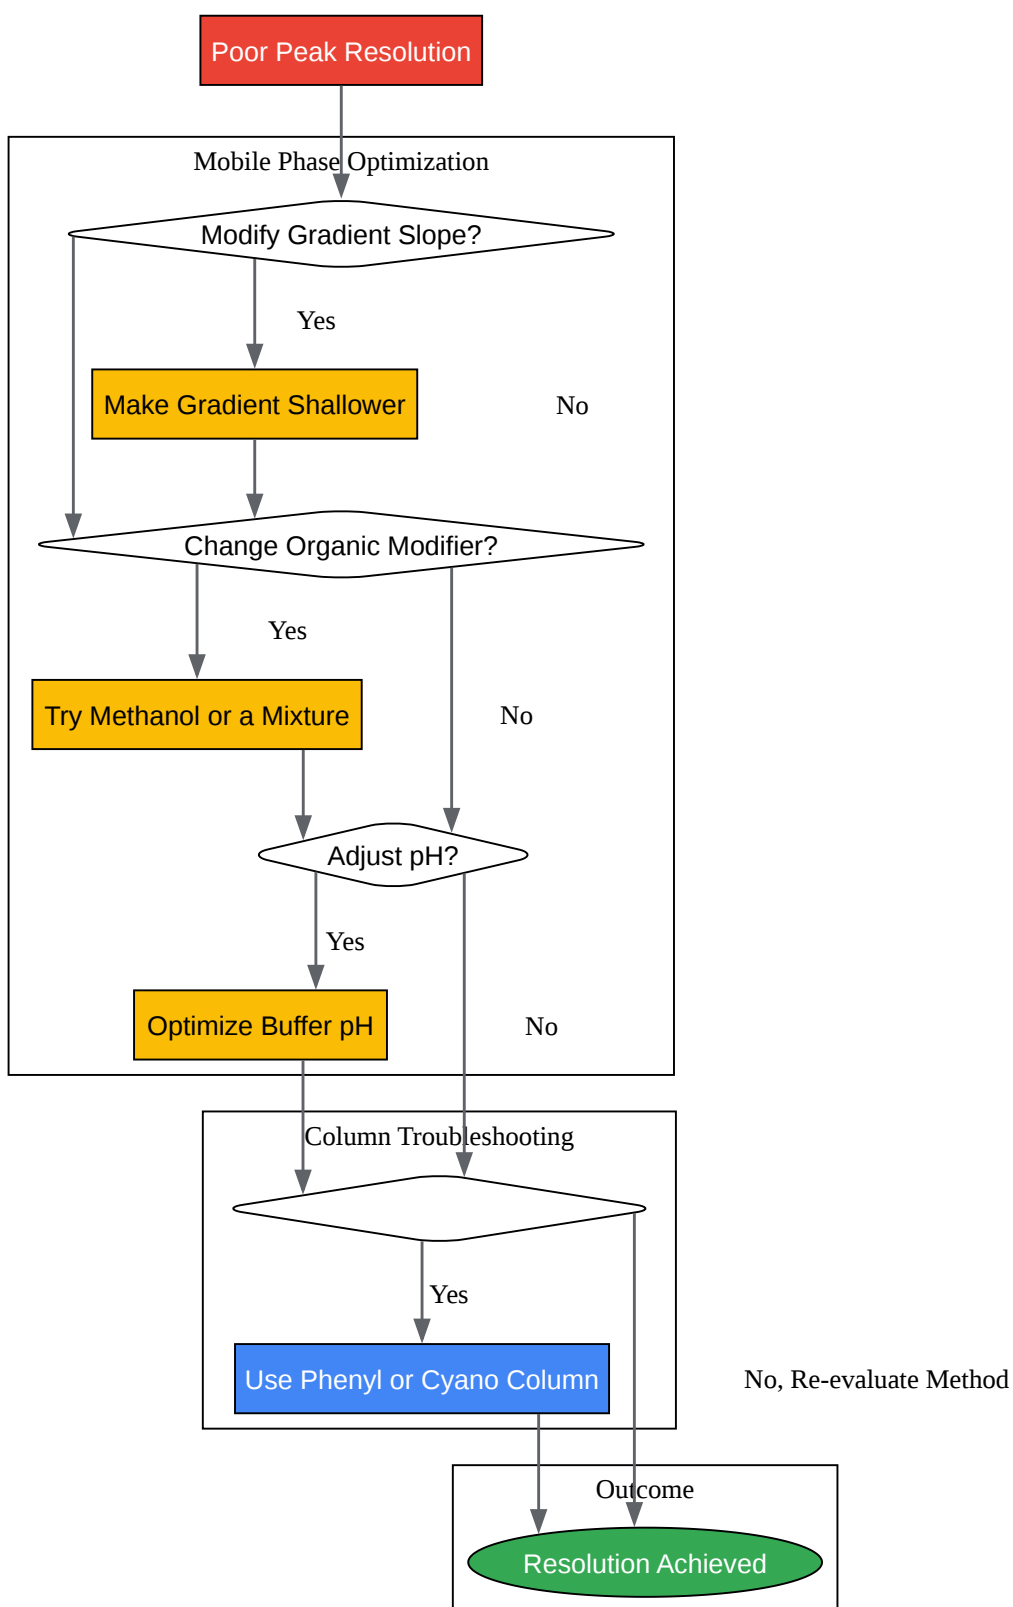 Poor Peak Resolution
Mobile Phase Optimization
Modify Gradient Slope?
Yes
Make Gradient Shallower
No
Change Organic Modifier?
Yes
Try Methanol or a Mixture
No
Adjust pH?
Yes
Optimize Buffer pH
No
Column Troubleshooting
Yes
Use Phenyl or Cyano Column
No, Re-evaluate Method
Outcome
Resolution Achieved